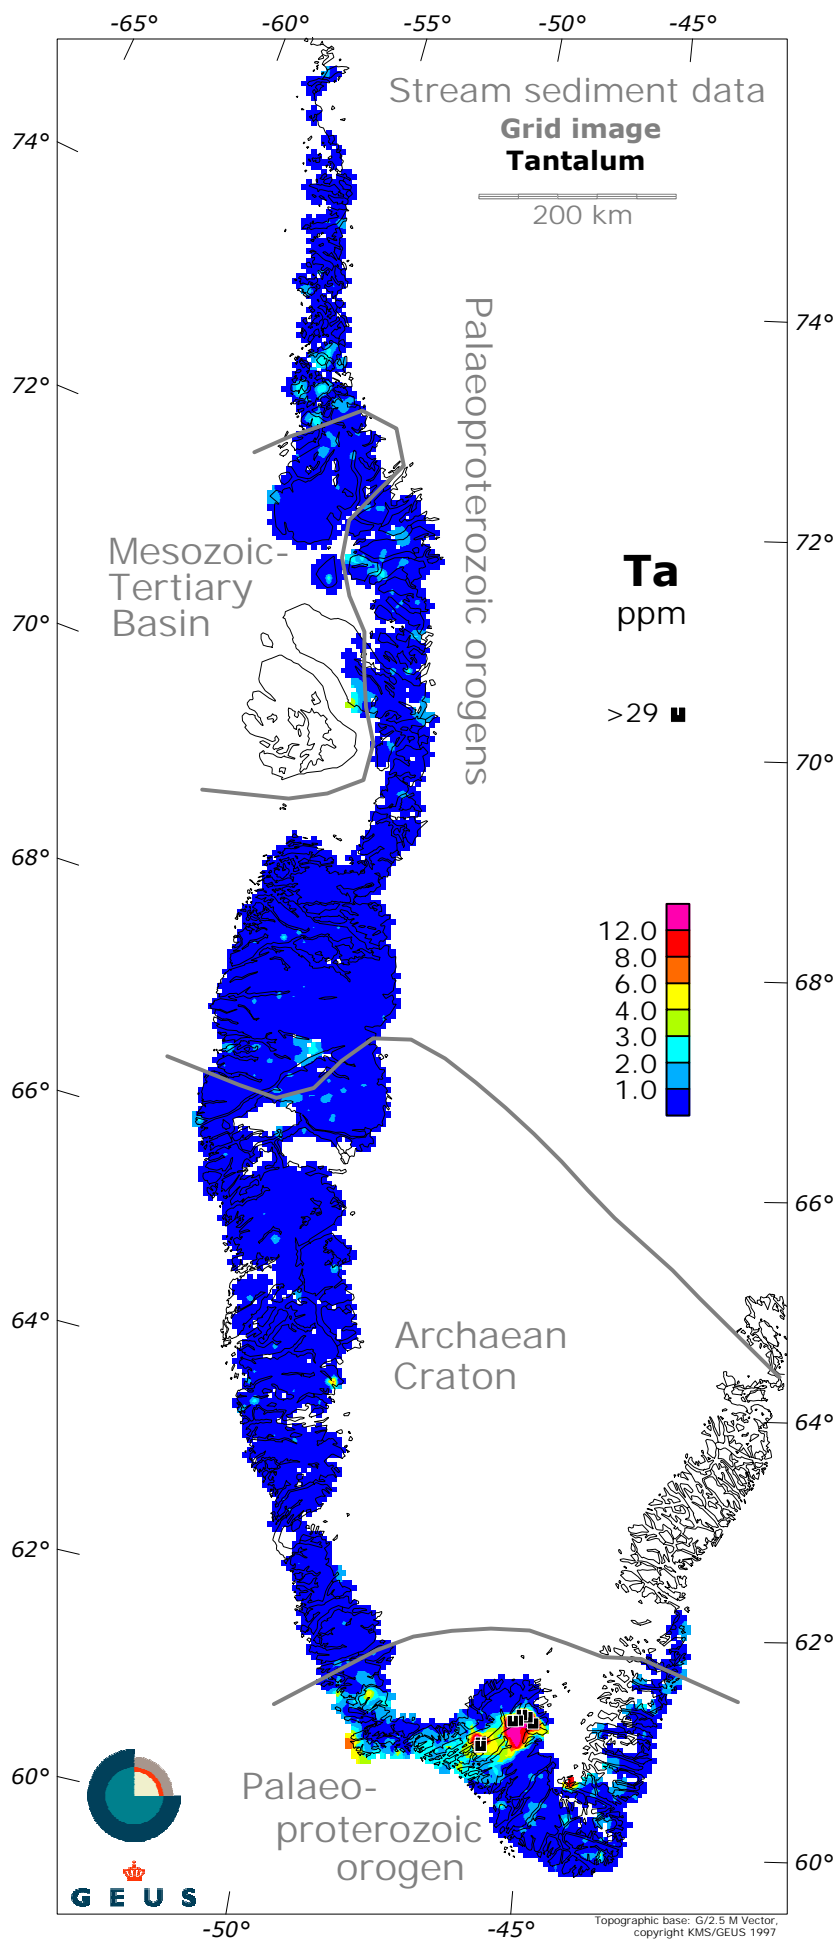 -65°
-60°
-55°
-50°
-45°
Stream sediment data
Grid image
Tantalum
200 km
74°
74°
72°
72°
70°
70°
68°
68°
66°
66°
64°
64°
62°
62°
60°
60°
Palaeoproterozoic orogens
Mesozoic-
Tertiary
Basin
Ta
ppm
>29
12.0
8.0
6.0
4.0
3.0
2.0
1.0
Archaean
Craton
Palaeo-
proterozoic
orogen
GEUS
-50°
-45°
Topographic base: G/2.5 M Vector,
copyright KMS/GEUS 1997